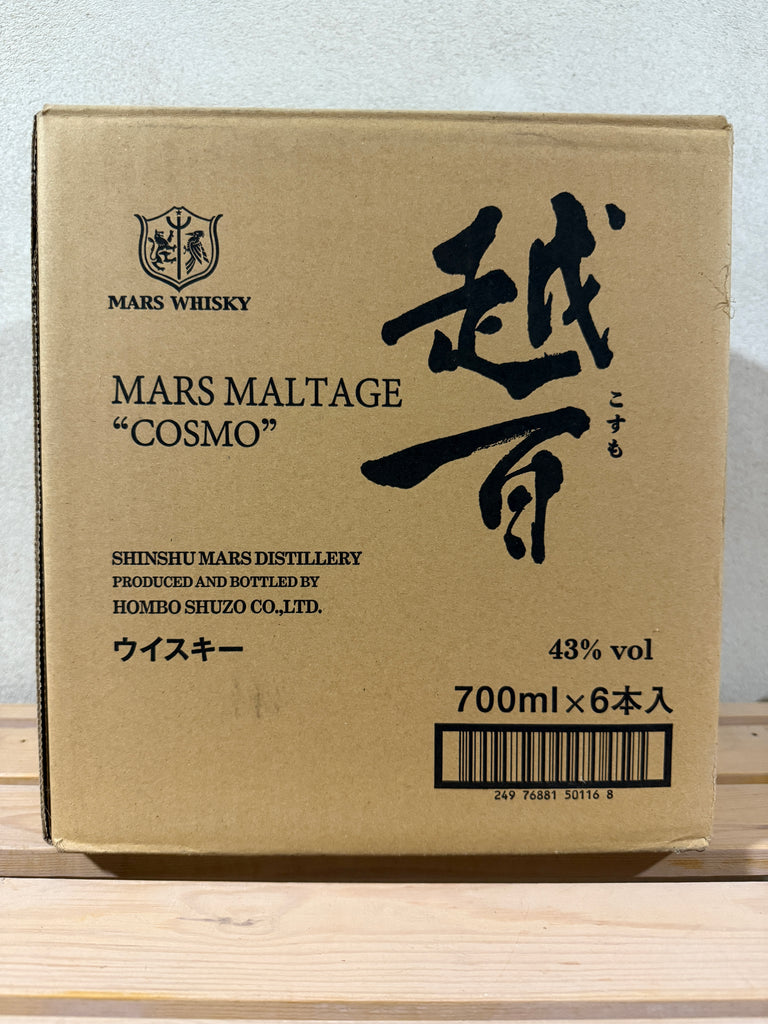 MARS WHISKY
越百
こすも
MARS MALTAGE
“COSMO”
SHINSHU MARS DISTILLERY
PRODUCED AND BOTTLED BY
HOMBO SHUZO CO.,LTD.
ウイスキー
43% vol
700ml×6本入
249 76881 50116 8